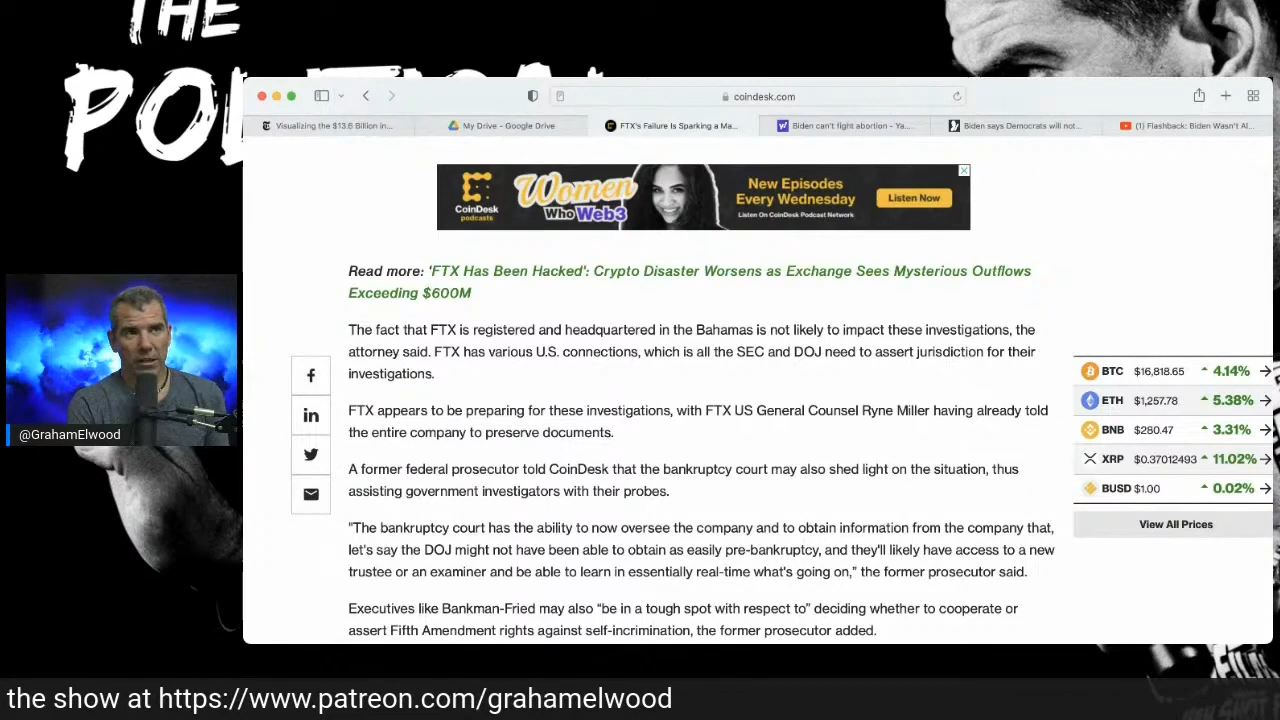 THE
POLITICAL
coindesk.com
Visualizing the $13.6 Billion in...
My Drive - Google Drive
FTX's Failure Is Sparking a Ma...
Biden can't fight abortion - Ya...
Biden says Democrats will not...
(1) Flashback: Biden Wasn't Al...
CoinDesk
podcasts
Women
Who Web3
New Episodes
Every Wednesday
Listen On CoinDesk Podcast Network
Listen Now
Read more: 'FTX Has Been Hacked': Crypto Disaster Worsens as Exchange Sees Mysterious Outflows
Exceeding $600M
The fact that FTX is registered and headquartered in the Bahamas is not likely to impact these investigations, the
attorney said. FTX has various U.S. connections, which is all the SEC and DOJ need to assert jurisdiction for their
investigations.
FTX appears to be preparing for these investigations, with FTX US General Counsel Ryne Miller having already told
the entire company to preserve documents.
A former federal prosecutor told CoinDesk that the bankruptcy court may also shed light on the situation, thus
assisting government investigators with their probes.
"The bankruptcy court has the ability to now oversee the company and to obtain information from the company that,
let's say the DOJ might not have been able to obtain as easily pre-bankruptcy, and they'll likely have access to a new
trustee or an examiner and be able to learn in essentially real-time what's going on," the former prosecutor said.
Executives like Bankman-Fried may also “be in a tough spot with respect to” deciding whether to cooperate or
assert Fifth Amendment rights against self-incrimination, the former prosecutor added.
BTC $16,818.65 4.14%
ETH $1,257.78 5.38%
BNB $280.47 3.31%
XRP $0.37012493 11.02%
BUSD $1.00 0.02%
View All Prices
@GrahamElwood
the show at https://www.patreon.com/grahamelwood